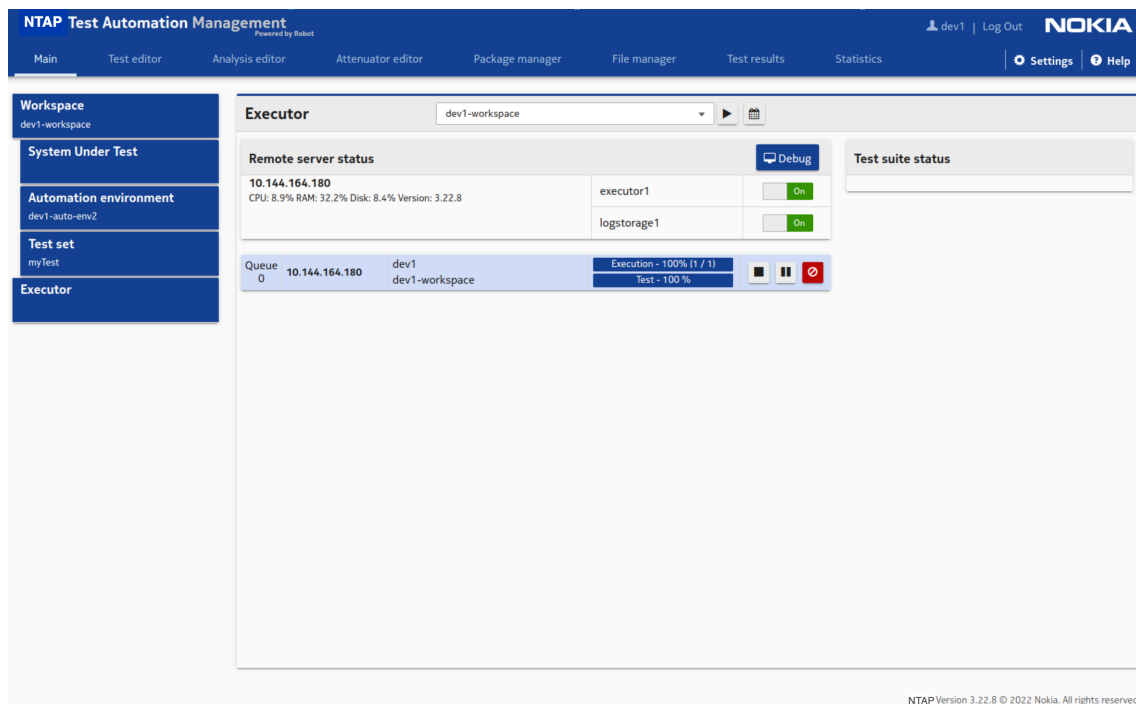 NTAP Test Automation Management
Powered by Robot
dev1 | Log Out NOKIA
Main Test editor Analysis editor Attenuator editor Package manager File manager Test results Statistics Settings Help
Workspace
dev1-workspace
System Under Test
Automation environment
dev1-auto-env2
Test set
myTest
Executor
Executor dev1-workspace
Remote server status Debug
10.144.164.180
CPU: 8.9% RAM: 32.2% Disk: 8.4% Version: 3.22.8
executor1 On
logstorage1 On
Test suite status
Queue
0
10.144.164.180
dev1
dev1-workspace
Execution - 100% (1 / 1)
Test - 100 %
NTAP Version 3.22.8 © 2022 Nokia. All rights reserved